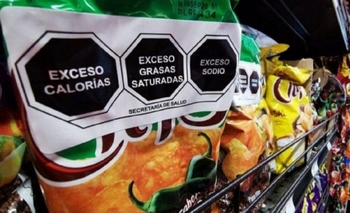 EXCESO
CALORÍAS
EXCESO
GRASAS
SATURADAS
EXCESO
SODIO
SECRETARÍA DE SALUD